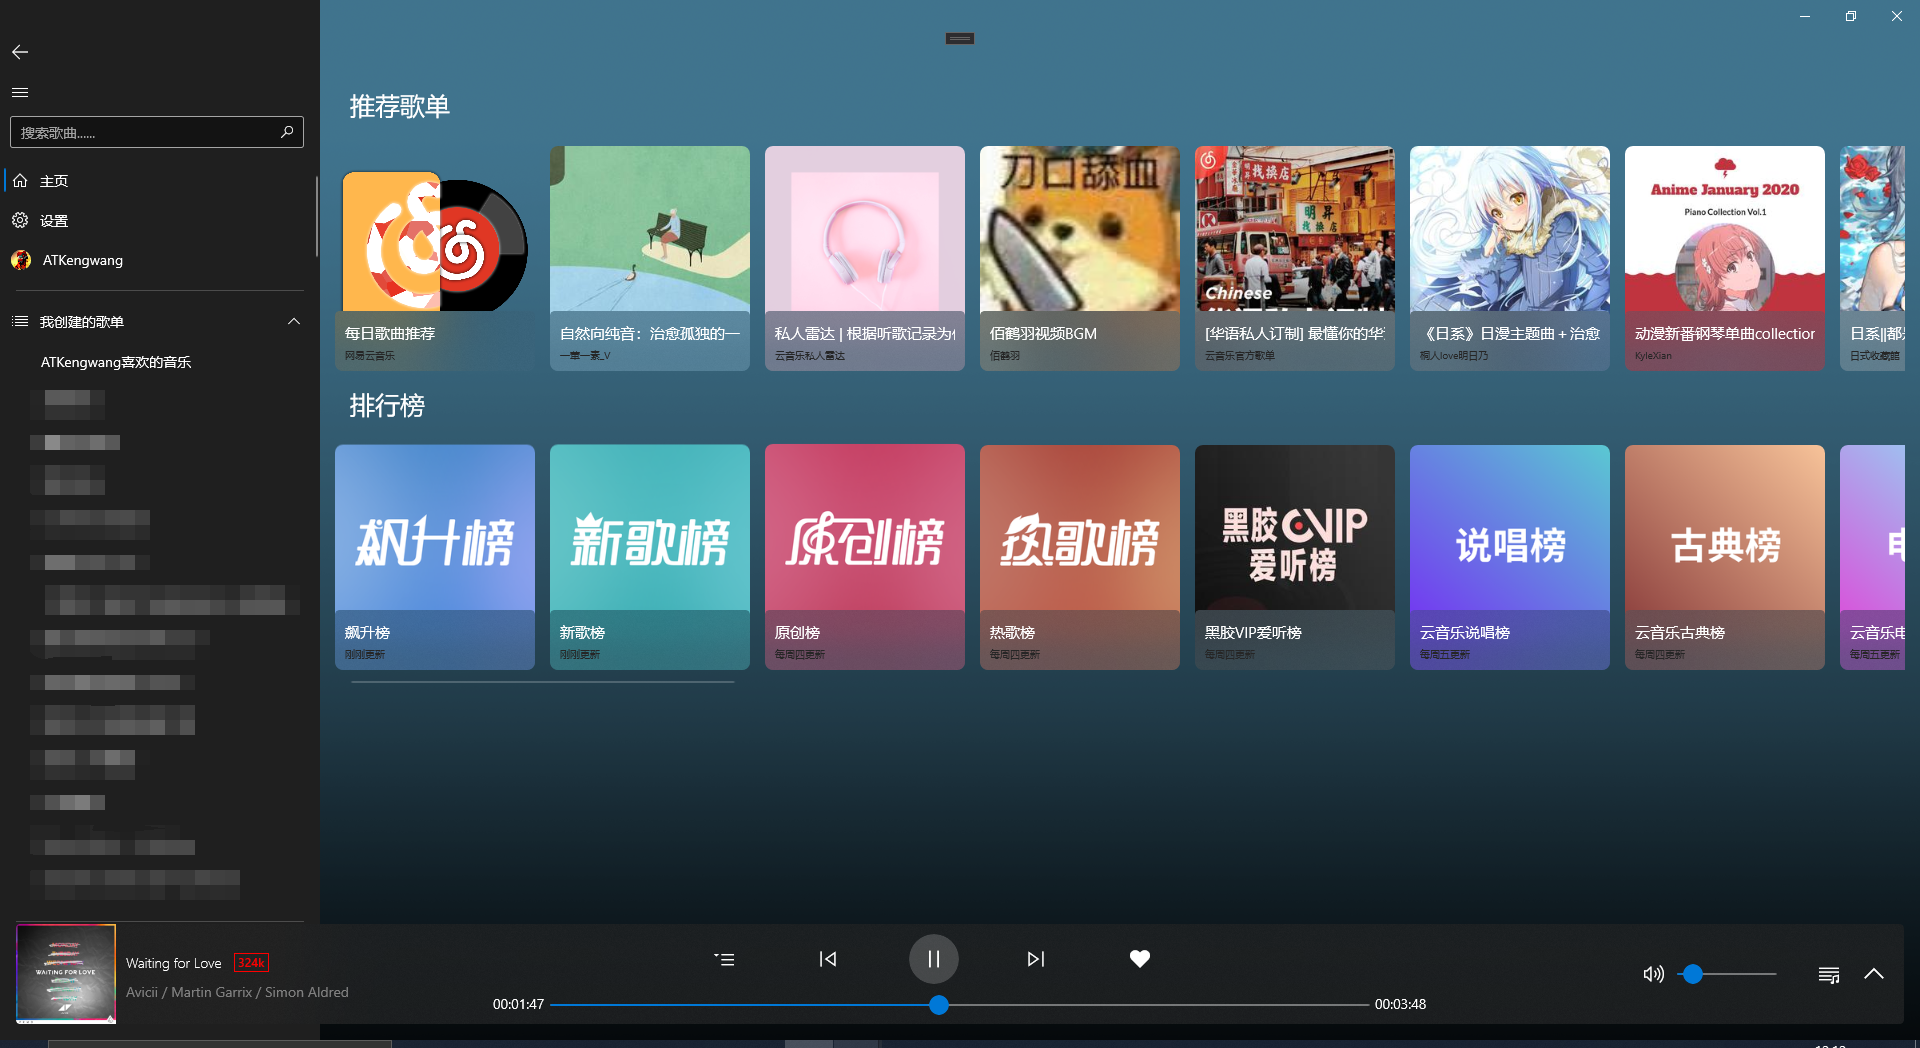 搜索歌曲......
主页
设置
ATKengwang
我创建的歌单
ATKengwang喜欢的音乐
推荐歌单
每日歌曲推荐
网易云音乐
自然向纯音：治愈孤独的一
一葷一素_V
私人雷达 | 根据听歌记录为
云音乐私人雷达
刀口舔血
佰鹤羽视频BGM
佰鹤羽
找换店
明昇
找换店
Chinese
[华语私人订制] 最懂你的华
云音乐官方歌单
《日系》日漫主题曲＋治愈
桐人love明日乃
Anime January 2020
Piano Collection Vol.1
动漫新番钢琴单曲collection
KyleXian
日系||都
日式收藏館
排行榜
飙升榜
飙升榜
刚刚更新
新歌榜
新歌榜
刚刚更新
原创榜
原创榜
每周四更新
热歌榜
热歌榜
每周四更新
黑胶VIP
爱听榜
黑胶VIP爱听榜
每周四更新
说唱榜
云音乐说唱榜
每周五更新
古典榜
云音乐古典榜
每周四更新
电
云音乐电
每周五更新
WAITING FOR LOVE
Waiting for Love
324k
Avicii / Martin Garrix / Simon Aldred
00:01:47
00:03:48